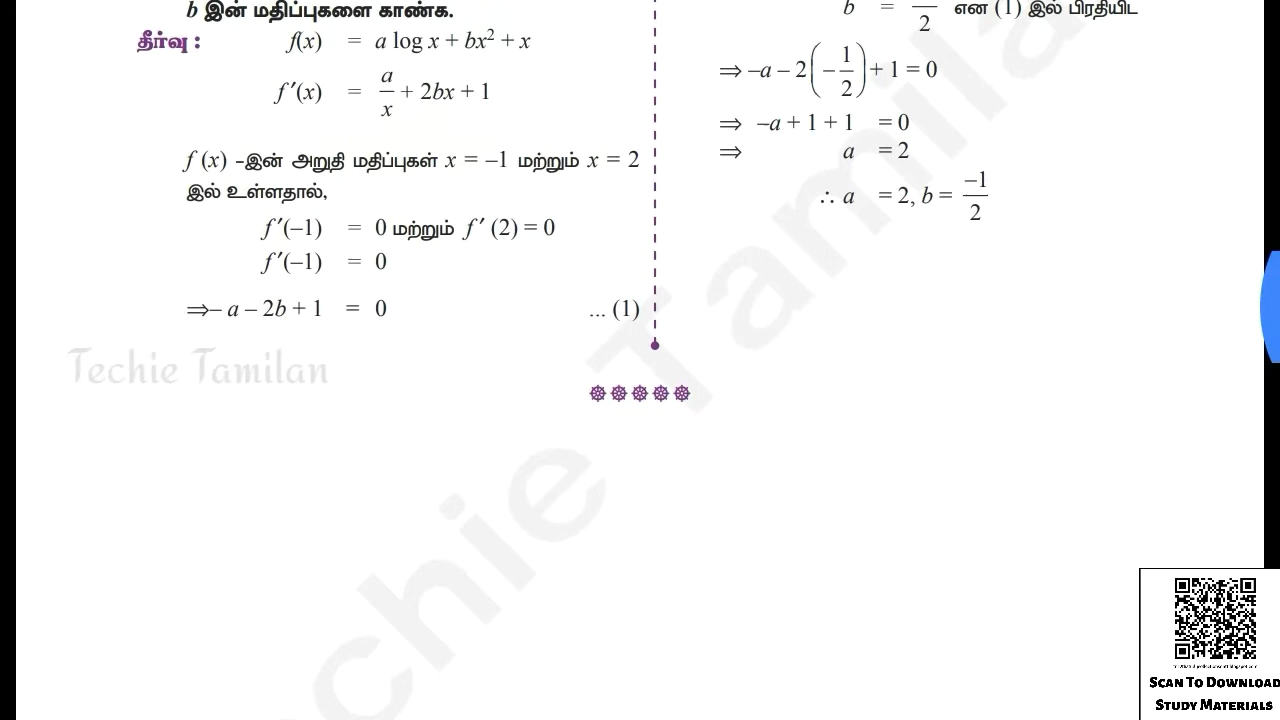 b இன் மதிப்புகளை காண்க.
தீர்வு : f(x) = a log x + bx² + x
f′(x) = a/x + 2bx + 1
f (x) -இன் அறுதி மதிப்புகள் x = –1 மற்றும் x = 2
இல் உள்ளதால்,
f′(–1) = 0 மற்றும் f′ (2) = 0
f′(–1) = 0
⇒– a – 2b + 1 = 0 ... (1)
b = 2 என (1) இல் பிரதியிட
⇒ –a – 2(–1/2) + 1 = 0
⇒ –a + 1 + 1 = 0
⇒ a = 2
∴ a = 2, b = –1/2
Techie Tamilan
chie Tamila
SCAN TO DOWNLOAD
STUDY MATERIALS